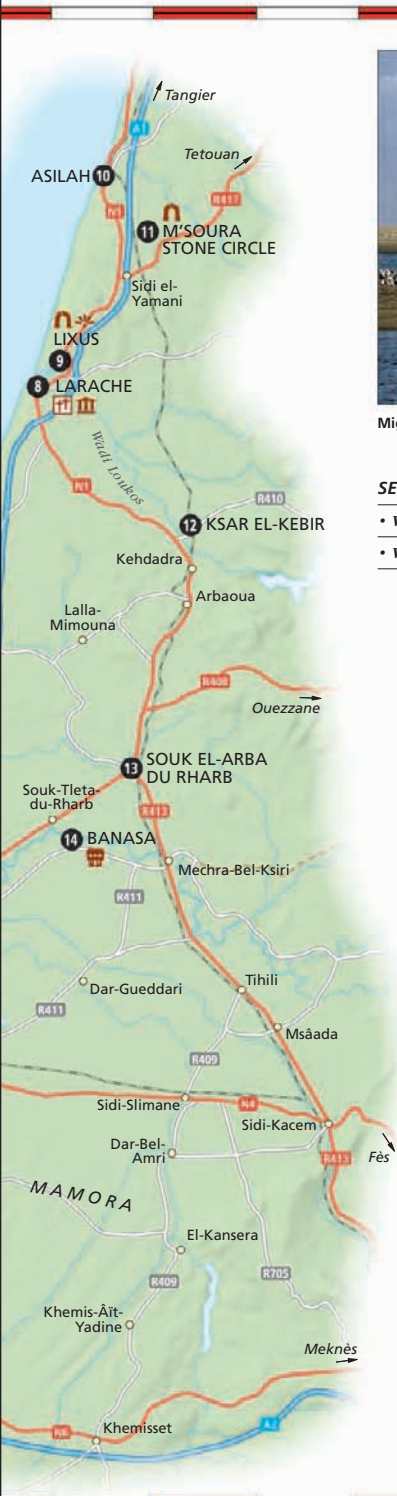 Tangier
A1
Tetouan
ASILAH 10
R417
11 M'SOURA
STONE CIRCLE
N1
Sidi el-
Yamani
LIXUS
9
8 LARACHE
Wadi Loukos
N1
R410
12 KSAR EL-KEBIR
Kehdadra
Arbaoua
Lalla-
Mimouna
R408
Ouezzane
13 SOUK EL-ARBA
DU RHARB
Souk-Tleta-
du-Rharb
R413
14 BANASA
Mechra-Bel-Ksiri
R411
Dar-Gueddari
Tihili
R411
Msâada
R409
Sidi-Slimane
N4
Sidi-Kacem
Dar-Bel-
Amri
R413
Fès
MAMORA
El-Kansera
R409
R705
Khemis-Âït-
Yadine
Meknès
N6
Khemisset
A2
Mig
SE
• V
• V